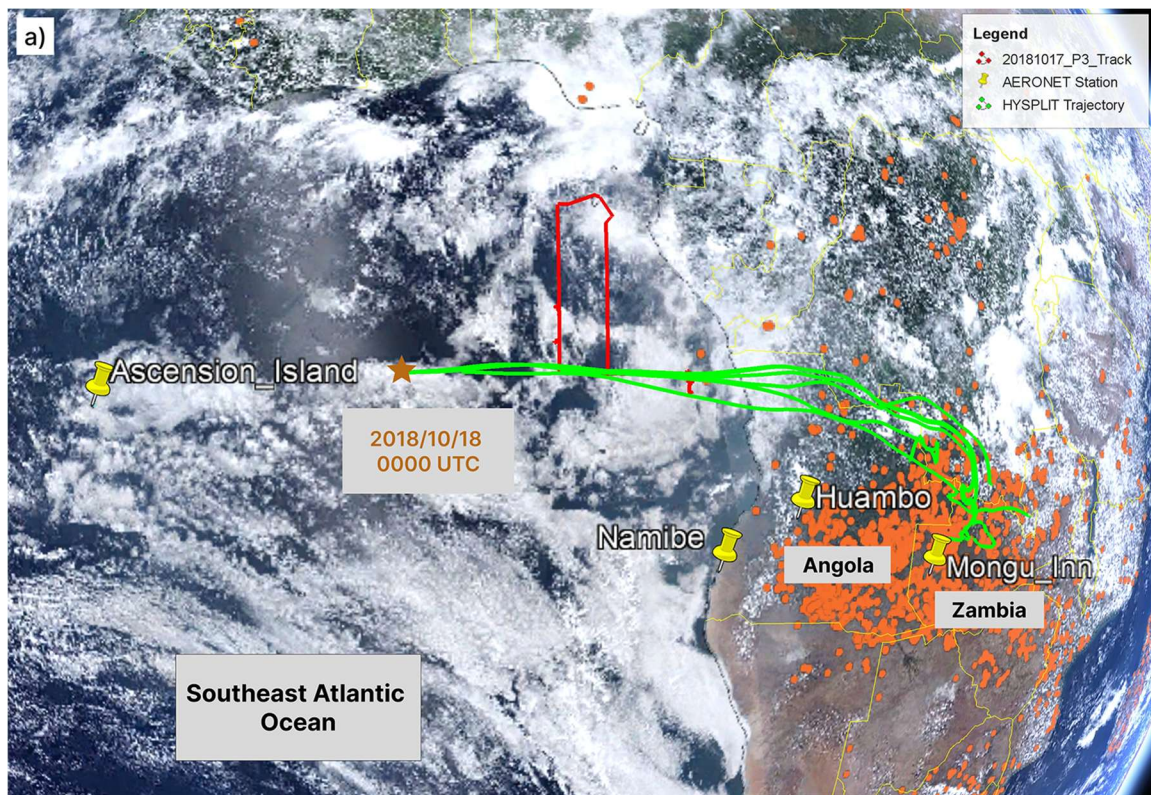 a)
Legend
20181017_P3_Track
AERONET Station
HYSPLIT Trajectory
Ascension_Island
2018/10/18
0000 UTC
Huambo
Namibe
Angola
Mongu_Inn
Zambia
Southeast Atlantic
Ocean